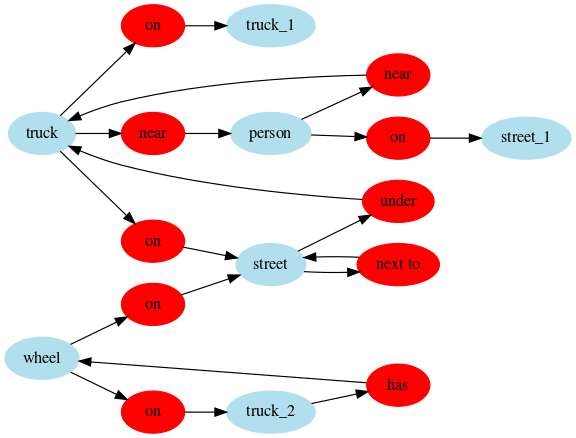 on
truck_1
near
truck
near
person
on
street_1
under
on
street
next to
on
wheel
has
on
truck_2